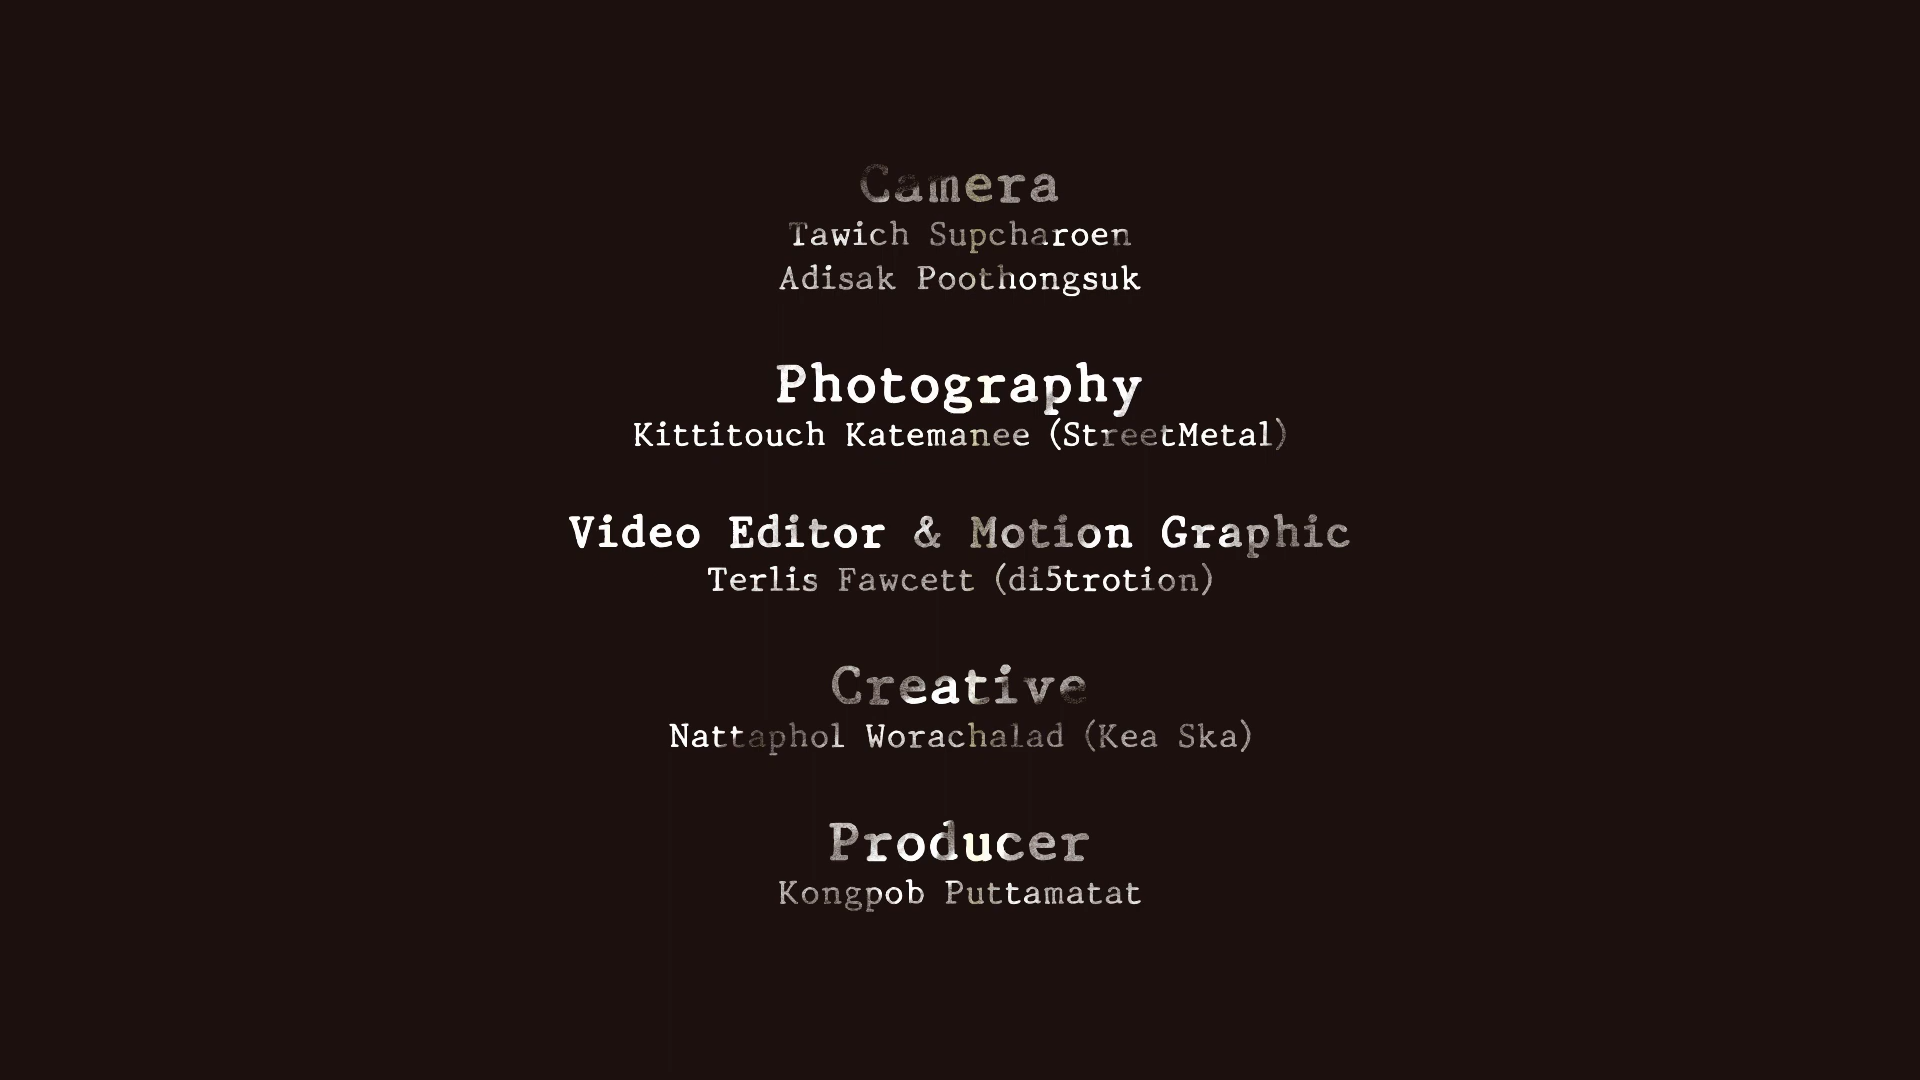 Camera
Tawich Supcharoen
Adisak Poothongsuk
Photography
Kittitouch Katemanee (StreetMetal)
Video Editor & Motion Graphic
Terlis Fawcett (di5trotion)
Creative
Nattaphol Worachalad (Kea Ska)
Producer
Kongpob Puttamatat